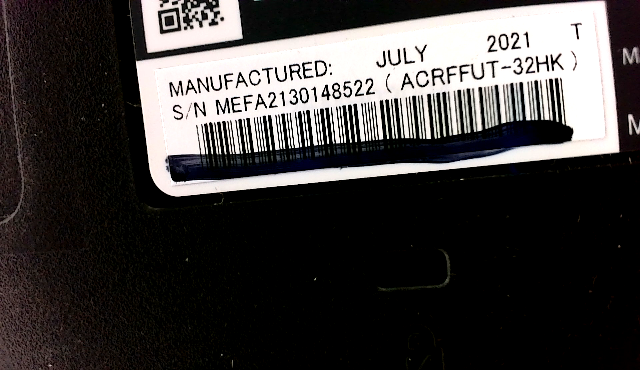 MANUFACTURED: JULY 2021 T
S/N MEFA2130148522 ( ACRFFUT-32HK )